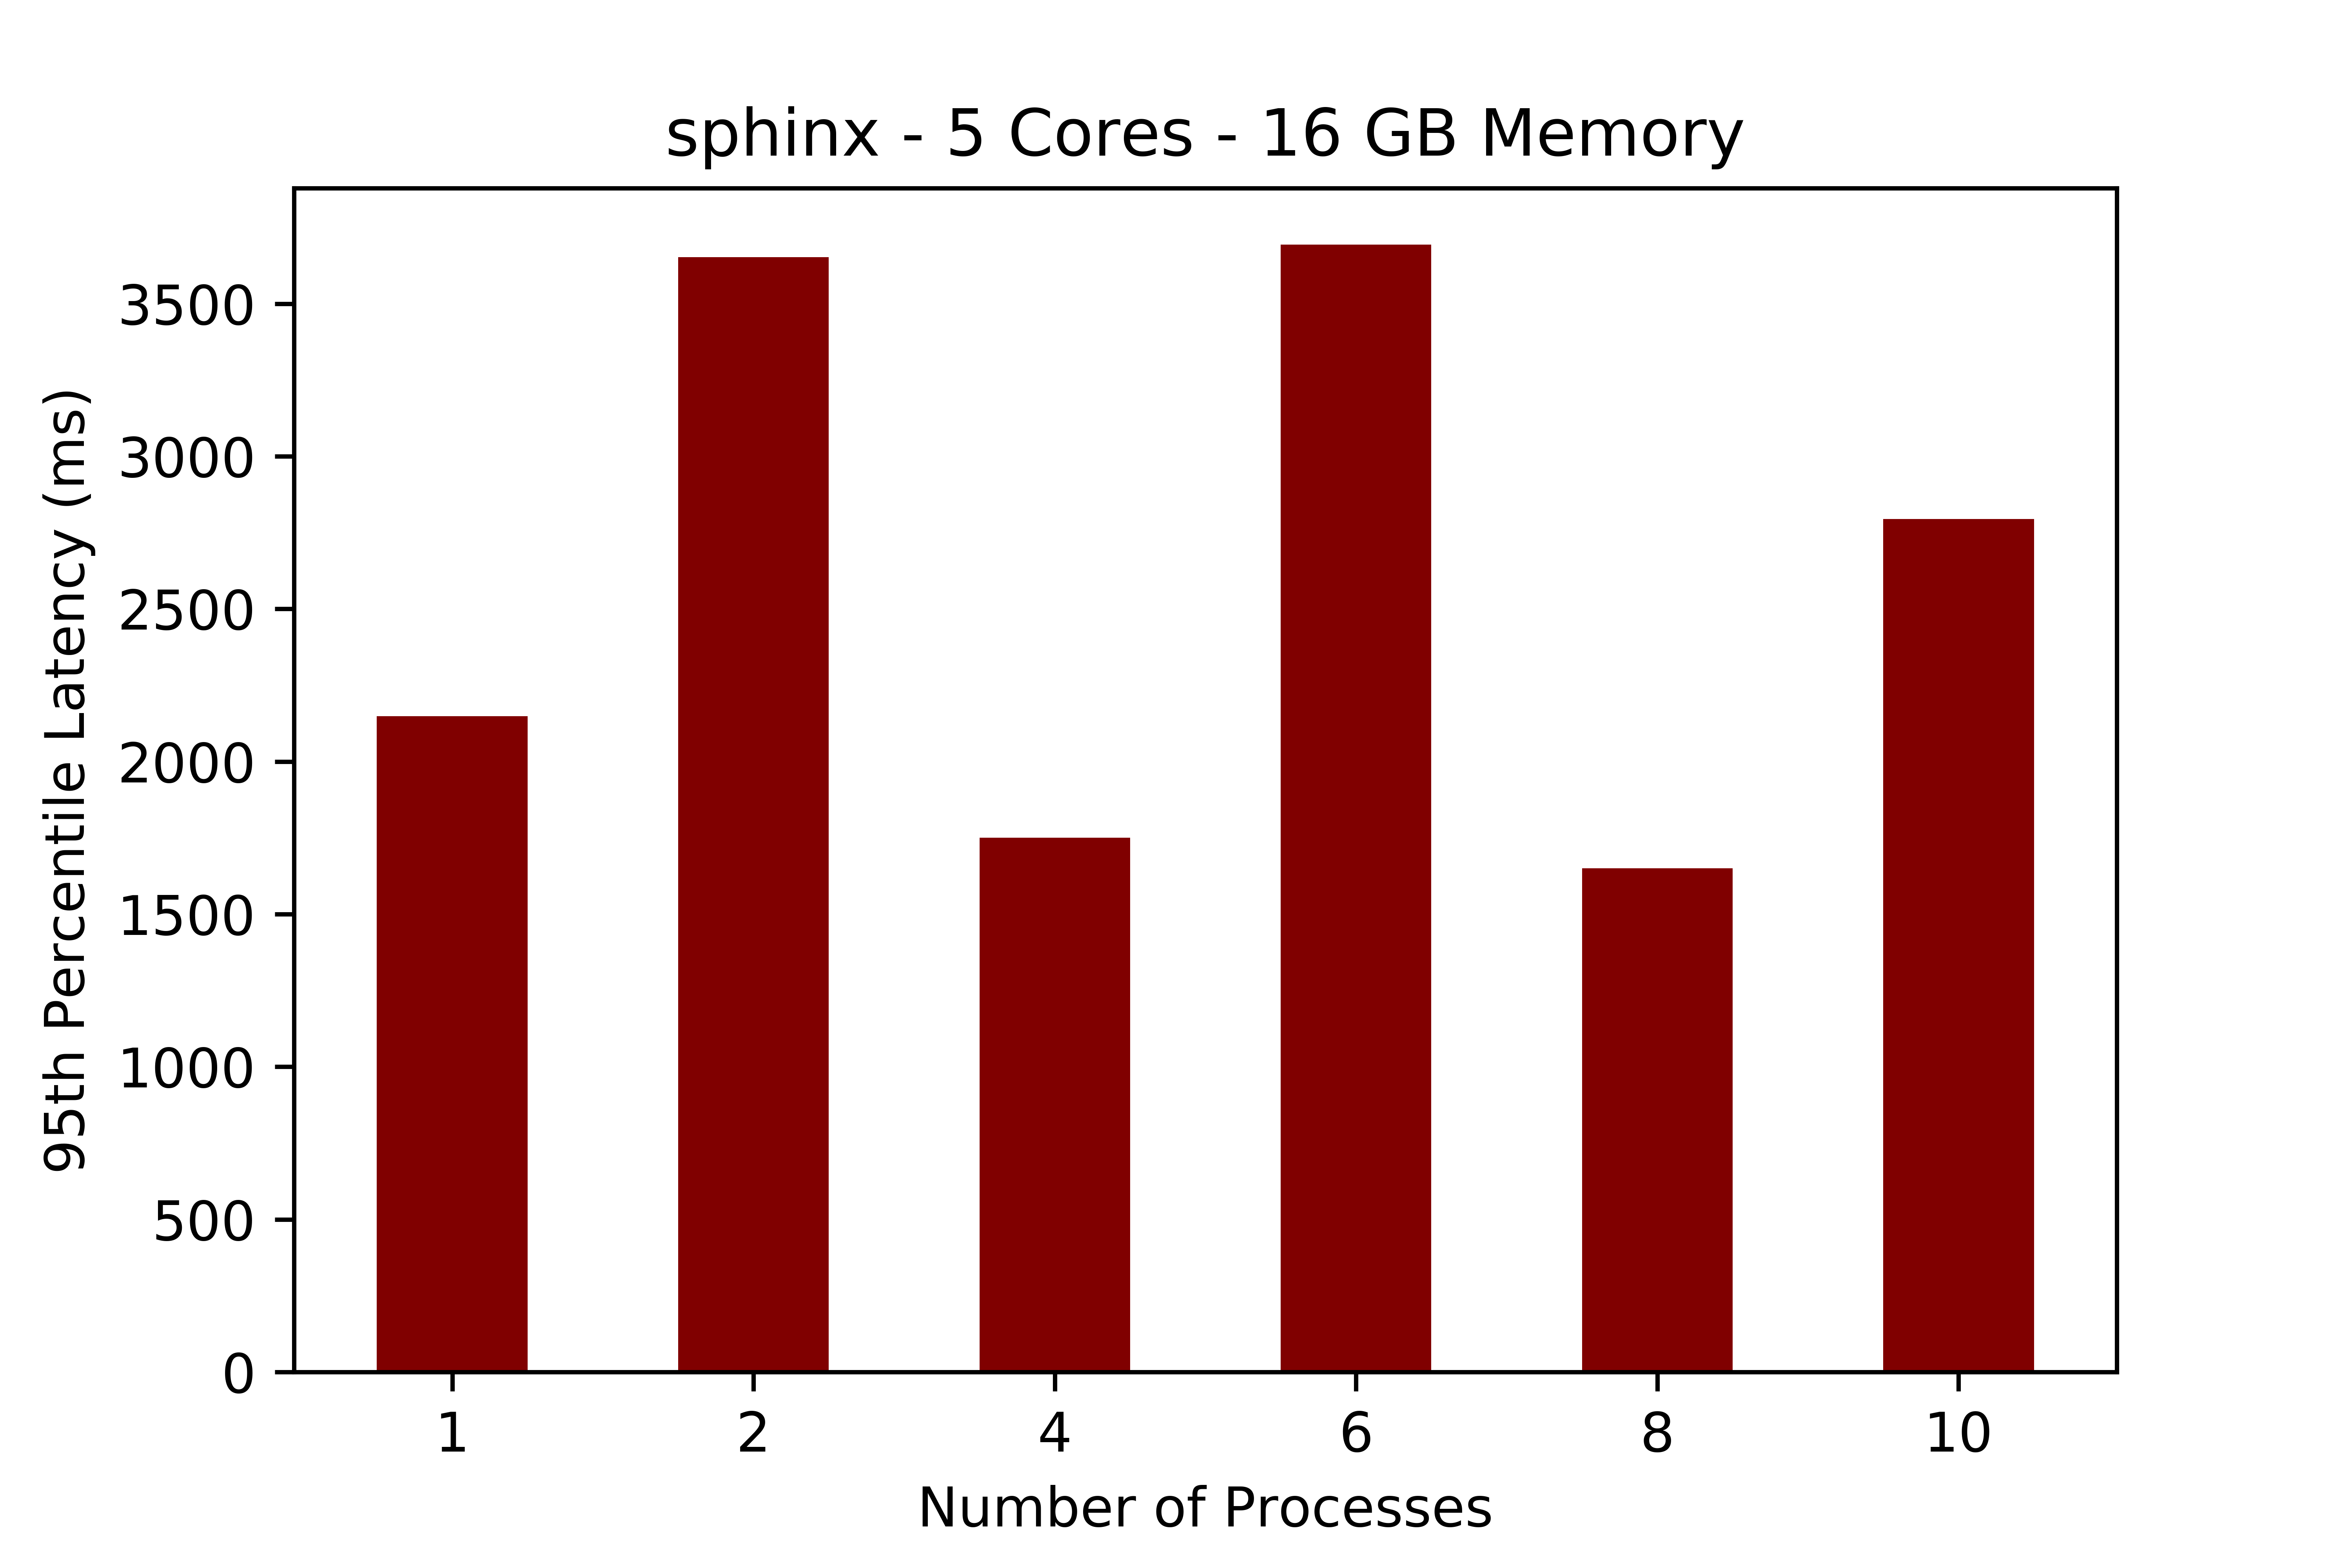 sphinx - 5 Cores - 16 GB Memory
95th Percentile Latency (ms)
3500
3000
2500
2000
1500
1000
500
0
1 2 4 6 8 10
Number of Processes